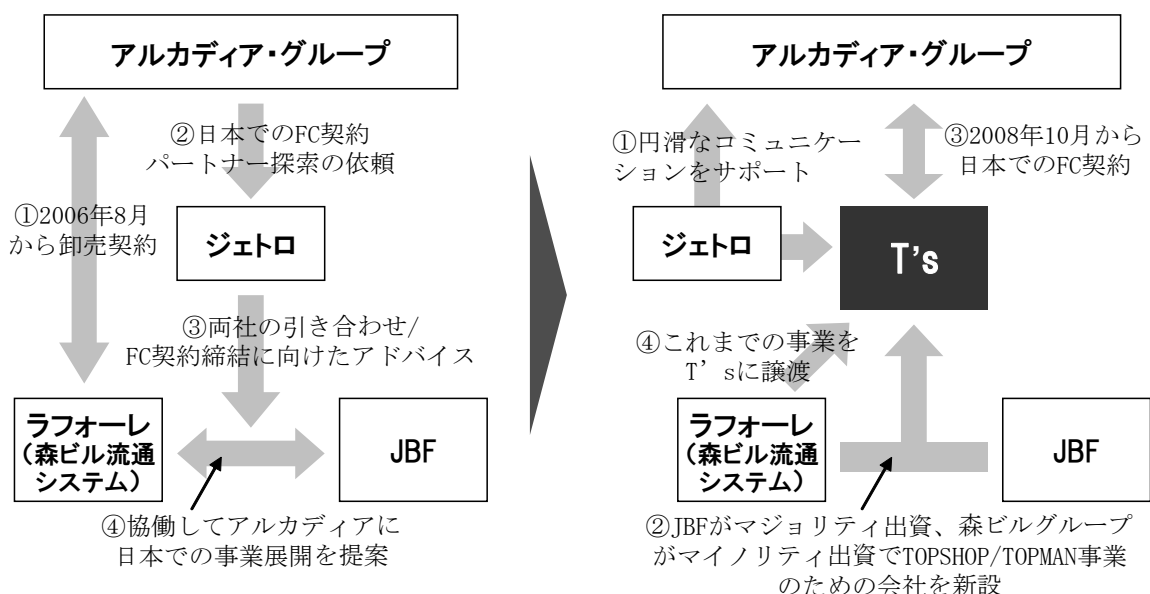 アルカディア・グループ
②日本でのFC契約
パートナー探索の依頼
①2006年8月
から卸売契約
ジェトロ
③両社の引き合わせ/
FC契約締結に向けたアドバイス
ラフォーレ
(森ビル流通
システム)
JBF
④協働してアルカディアに
日本での事業展開を提案
アルカディア・グループ
①円滑なコミュニケー
ションをサポート
③2008年10月から
日本でのFC契約
ジェトロ
T’s
④これまでの事業を
T’sに譲渡
ラフォーレ
(森ビル流通
システム)
JBF
②JBFがマジョリティ出資、森ビルグループ
がマイノリティ出資でTOPSHOP/TOPMAN事業
のための会社を新設